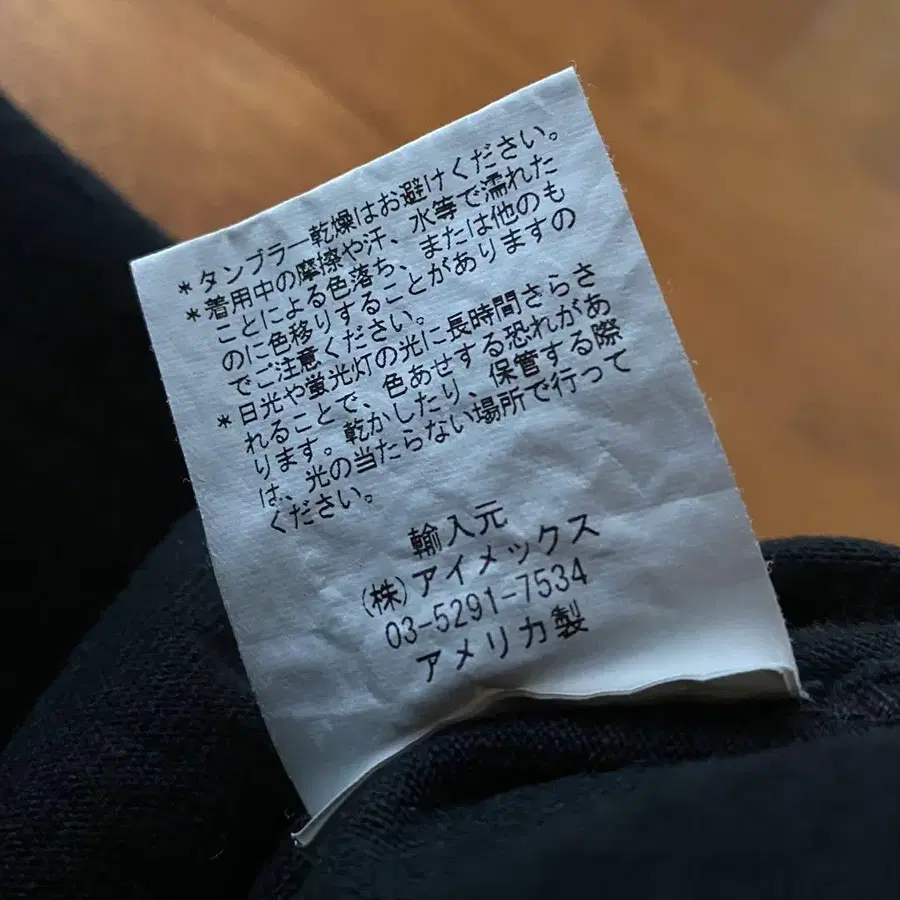 *タンブラー乾燥はお避けください。
*着用中の摩擦や汗、水等で濡れた
ことによる色落ち、または他のも
のに色移りすることがありますの
でご注意ください。
*日光や蛍光灯の光に長時間さらさ
れることで、色あせする恐れがあ
ります。乾かしたり、保管する際
は、光の当たらない場所で行って
ください。
輸入元
(株)アイメックス
03-5291-7534
アメリカ製